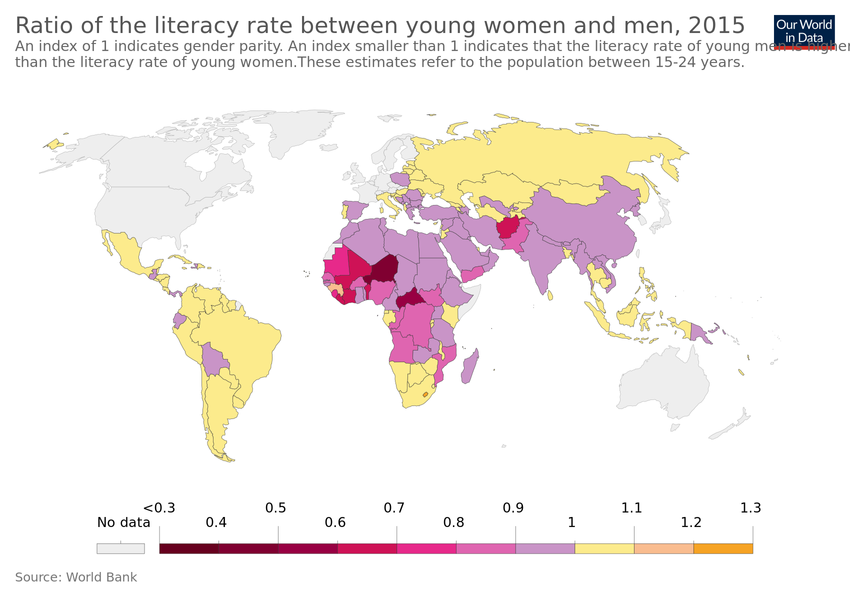 Ratio of the literacy rate between young women and men, 2015
Our World
in Data
An index of 1 indicates gender parity. An index smaller than 1 indicates that the literacy rate of young men is higher
than the literacy rate of young women.These estimates refer to the population between 15-24 years.
<0.3 0.5 0.7 0.9 1.1 1.3
No data 0.4 0.6 0.8 1 1.2
Source: World Bank